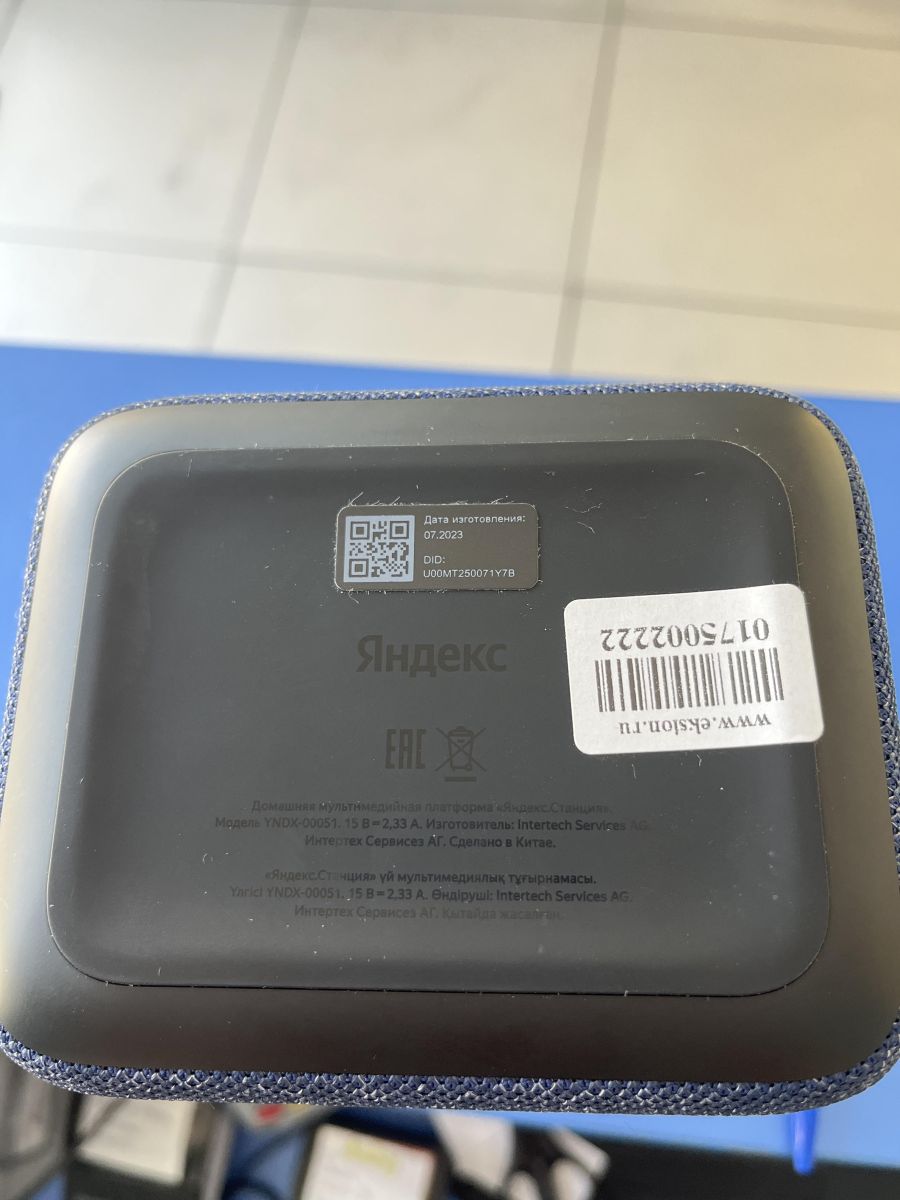 Дата изготовления:
07.2023
DID:
U00MT250071Y7B
Яндекс
0175002222
www.eksion.ru
EAC
Домашняя мультимедийная платформа «Яндекс.Станция».
Модель YNDX-00051. 15 В = 2,33 А. Изготовитель: Intertech Services AG.
Интертех Сервисез АГ. Сделано в Китае.
«Яндекс.Станция» үй мультимедиялық тұғырнамасы.
Үлгісі YNDX-00051. 15 В = 2,33 А. Өндіруші: Intertech Services AG.
Интертех Сервисез АГ. Қытайда жасалған.